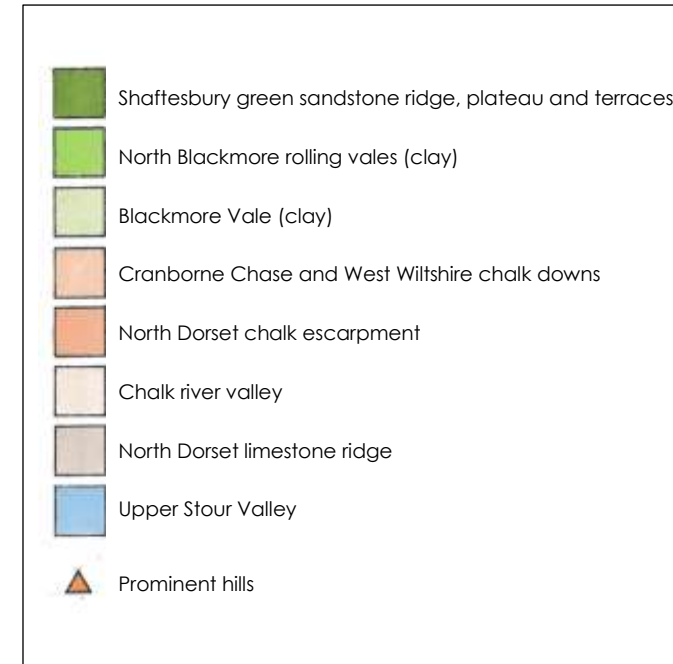 Shaftesbury green sandstone ridge, plateau and terraces
North Blackmore rolling vales (clay)
Blackmore Vale (clay)
Cranborne Chase and West Wiltshire chalk downs
North Dorset chalk escarpment
Chalk river valley
North Dorset limestone ridge
Upper Stour Valley
Prominent hills